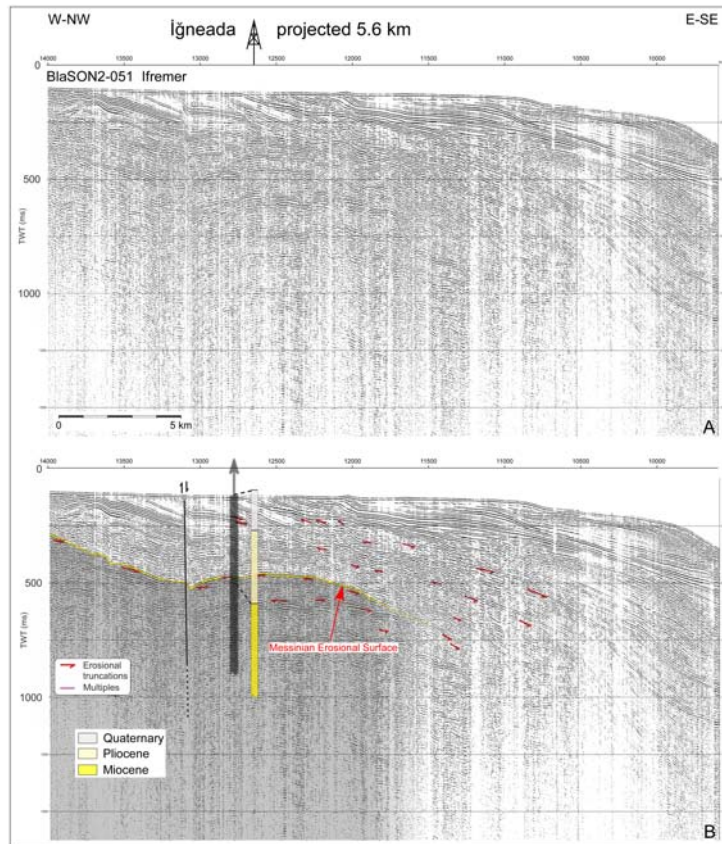 W-NW
E-SE
İğneada projected 5.6 km
14000 13500 13000 12500 12000 11500 11000 10500 10000
0
BlaSON2-051 Ifremer
500
TWT (ms)
1000
0 5 km
A
14000 13500 13000 12500 12000 11500 11000 10500 10000
0
500
TWT (ms)
Messinian Erosional Surface
Erosional
truncations
Multiples
1000
Quaternary
Pliocene
Miocene
B